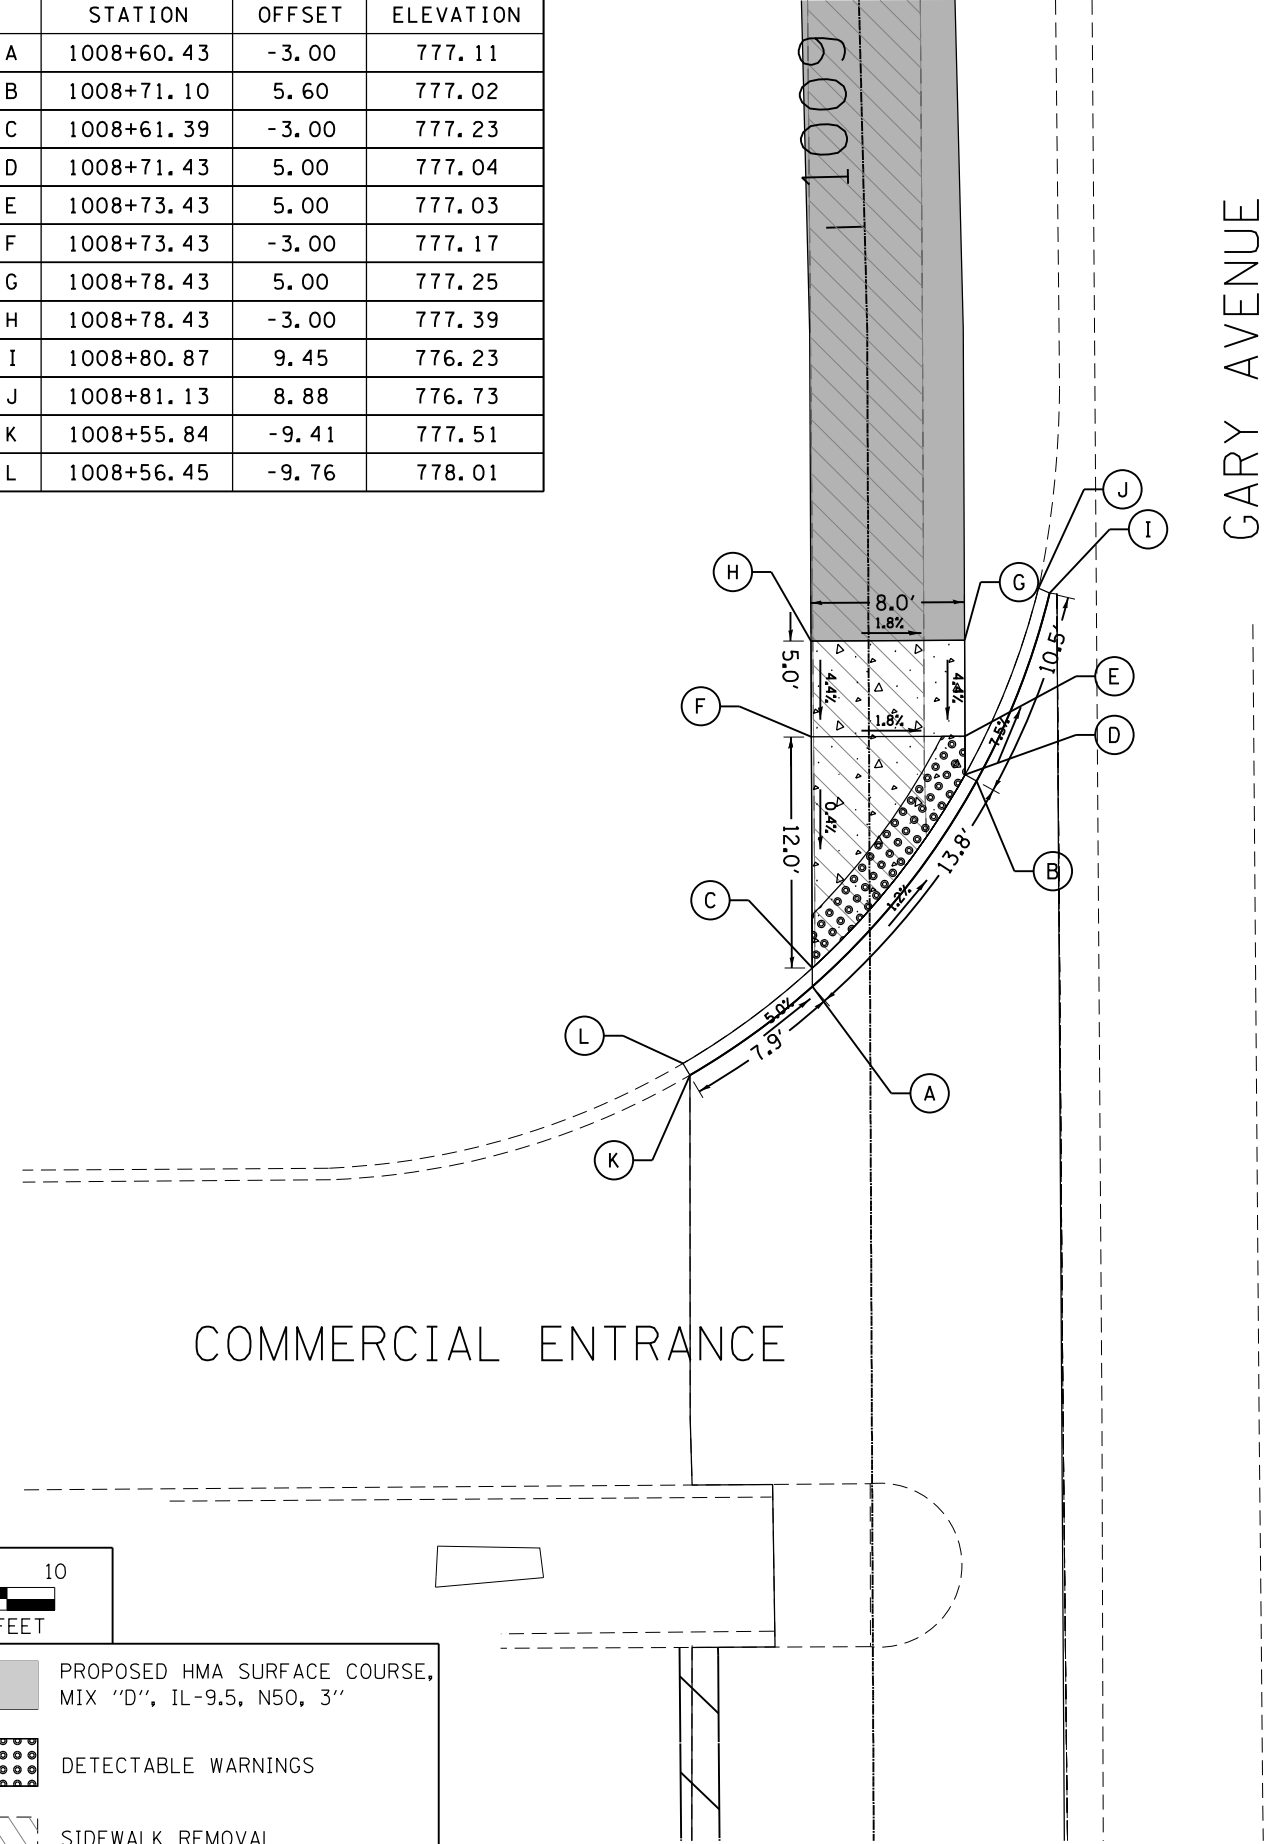 STATION OFFSET ELEVATION
A 1008+60.43 -3.00 777.11
B 1008+71.10 5.60 777.02
C 1008+61.39 -3.00 777.23
D 1008+71.43 5.00 777.04
E 1008+73.43 5.00 777.03
F 1008+73.43 -3.00 777.17
G 1008+78.43 5.00 777.25
H 1008+78.43 -3.00 777.39
I 1008+80.87 9.45 776.23
J 1008+81.13 8.88 776.73
K 1008+55.84 -9.41 777.51
L 1008+56.45 -9.76 778.01
1009
GARY AVENUE
J
I
H
G
8.0'
1.8%
5.0'
4.4%
4.4%
10.5'
E
F
1.8%
7.5%
D
12.0'
0.4%
13.8'
B
C
1.2%
5.0%
7.9'
L
A
K
COMMERCIAL ENTRANCE
10
FEET
PROPOSED HMA SURFACE COURSE,
MIX "D", IL-9.5, N50, 3"
DETECTABLE WARNINGS
SIDEWALK REMOVAL